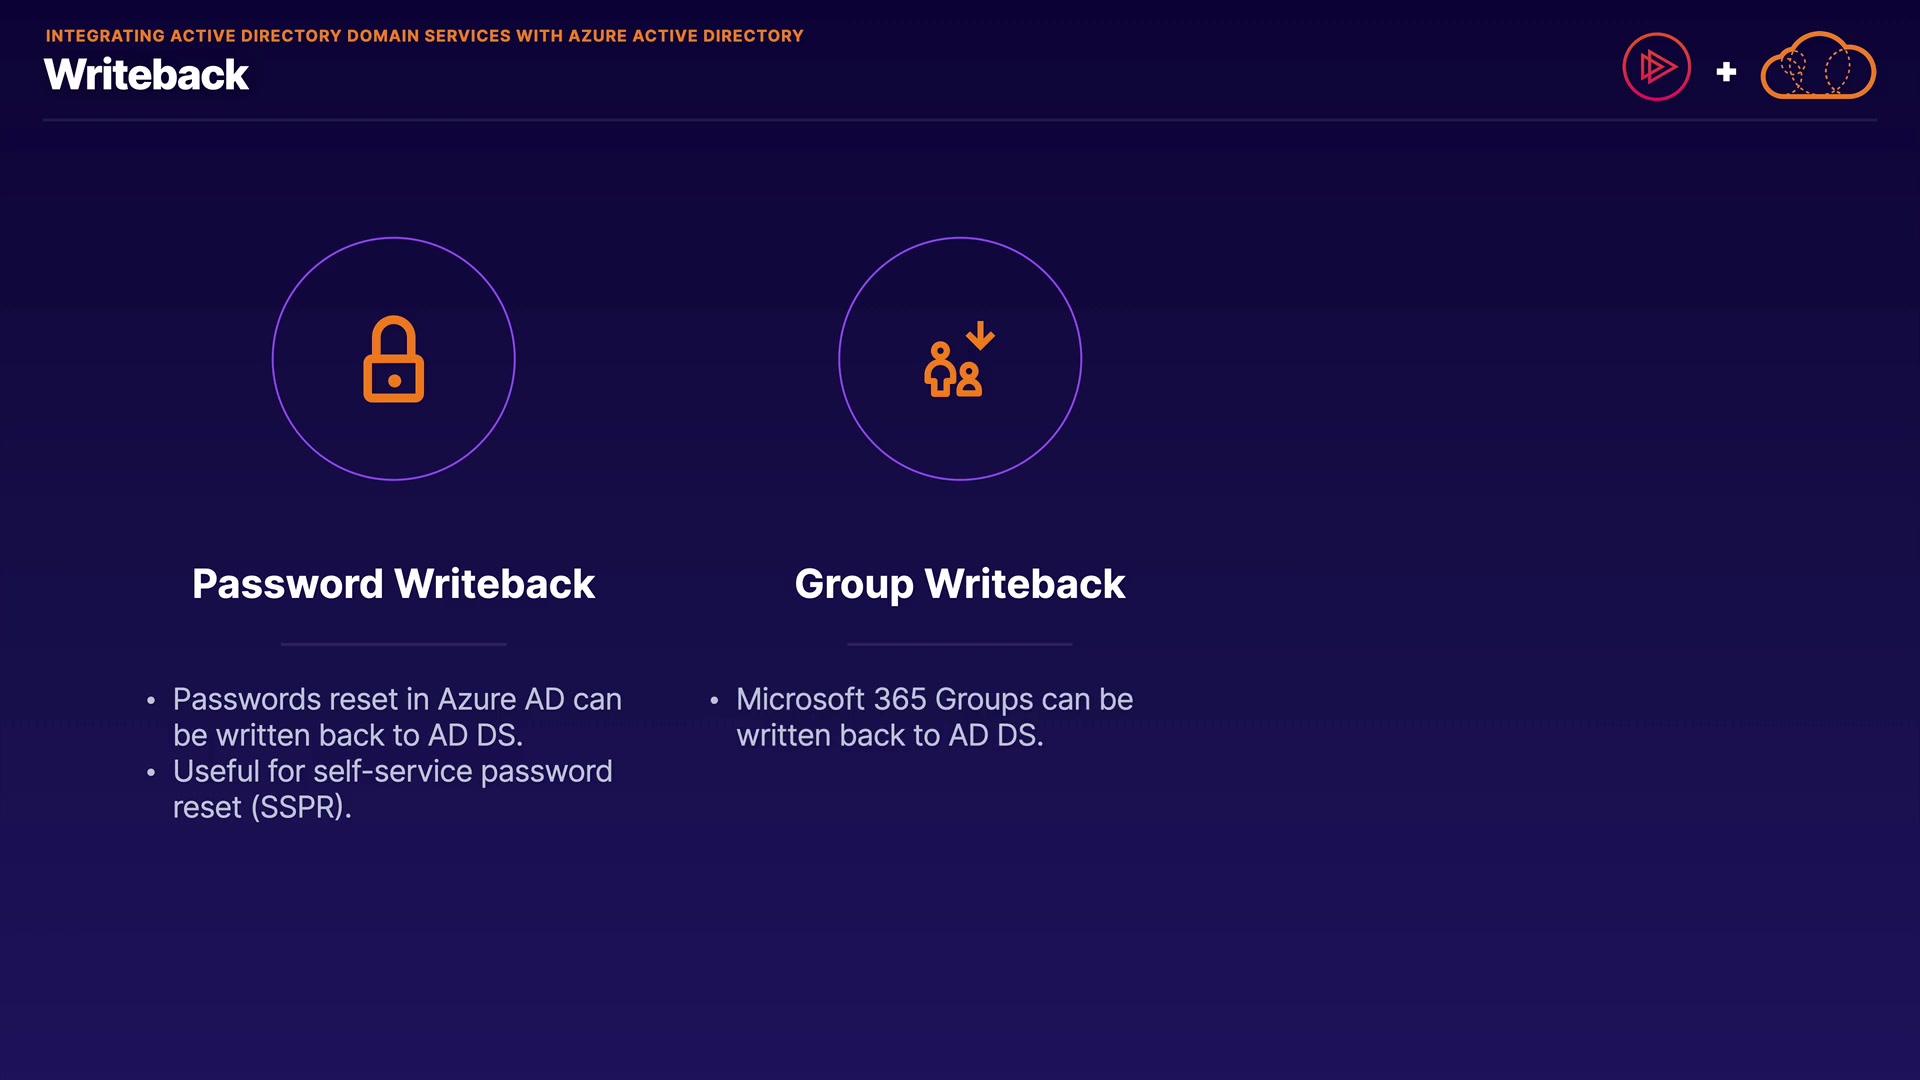 INTEGRATING ACTIVE DIRECTORY DOMAIN SERVICES WITH AZURE ACTIVE DIRECTORY
Writeback
Password Writeback
• Passwords reset in Azure AD can
be written back to AD DS.
• Useful for self-service password
reset (SSPR).
Group Writeback
• Microsoft 365 Groups can be
written back to AD DS.